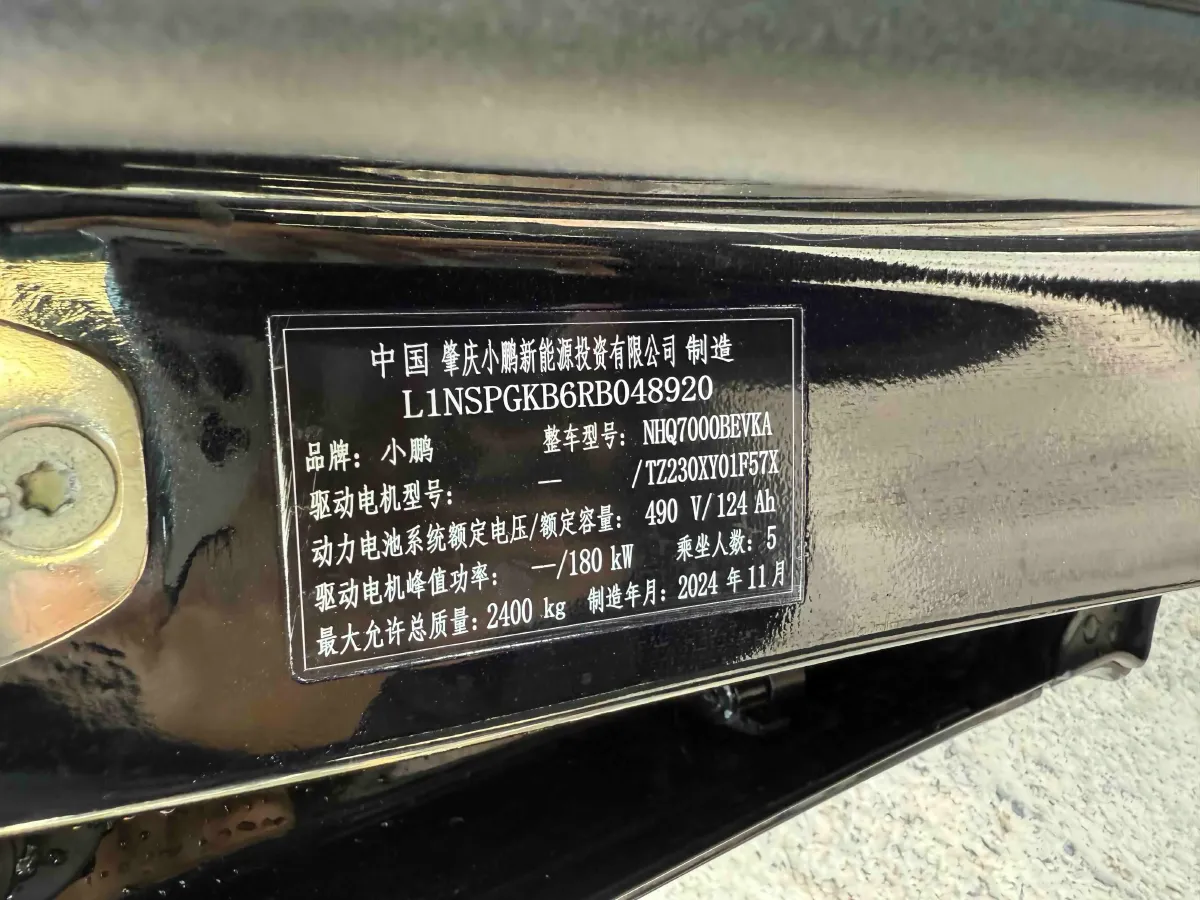 中国 肇庆小鹏新能源投资有限公司 制造
L1NSPGKB6RB048920
品牌： 小鹏 整车型号： NHQ7000BEVKA
驱动电机型号： — /TZ230XY01F57X
动力电池系统额定电压/额定容量： 490 V/124 Ah
驱动电机峰值功率： —/180 kW 乘坐人数：5
最大允许总质量：2400 kg 制造年月：2024 年11月